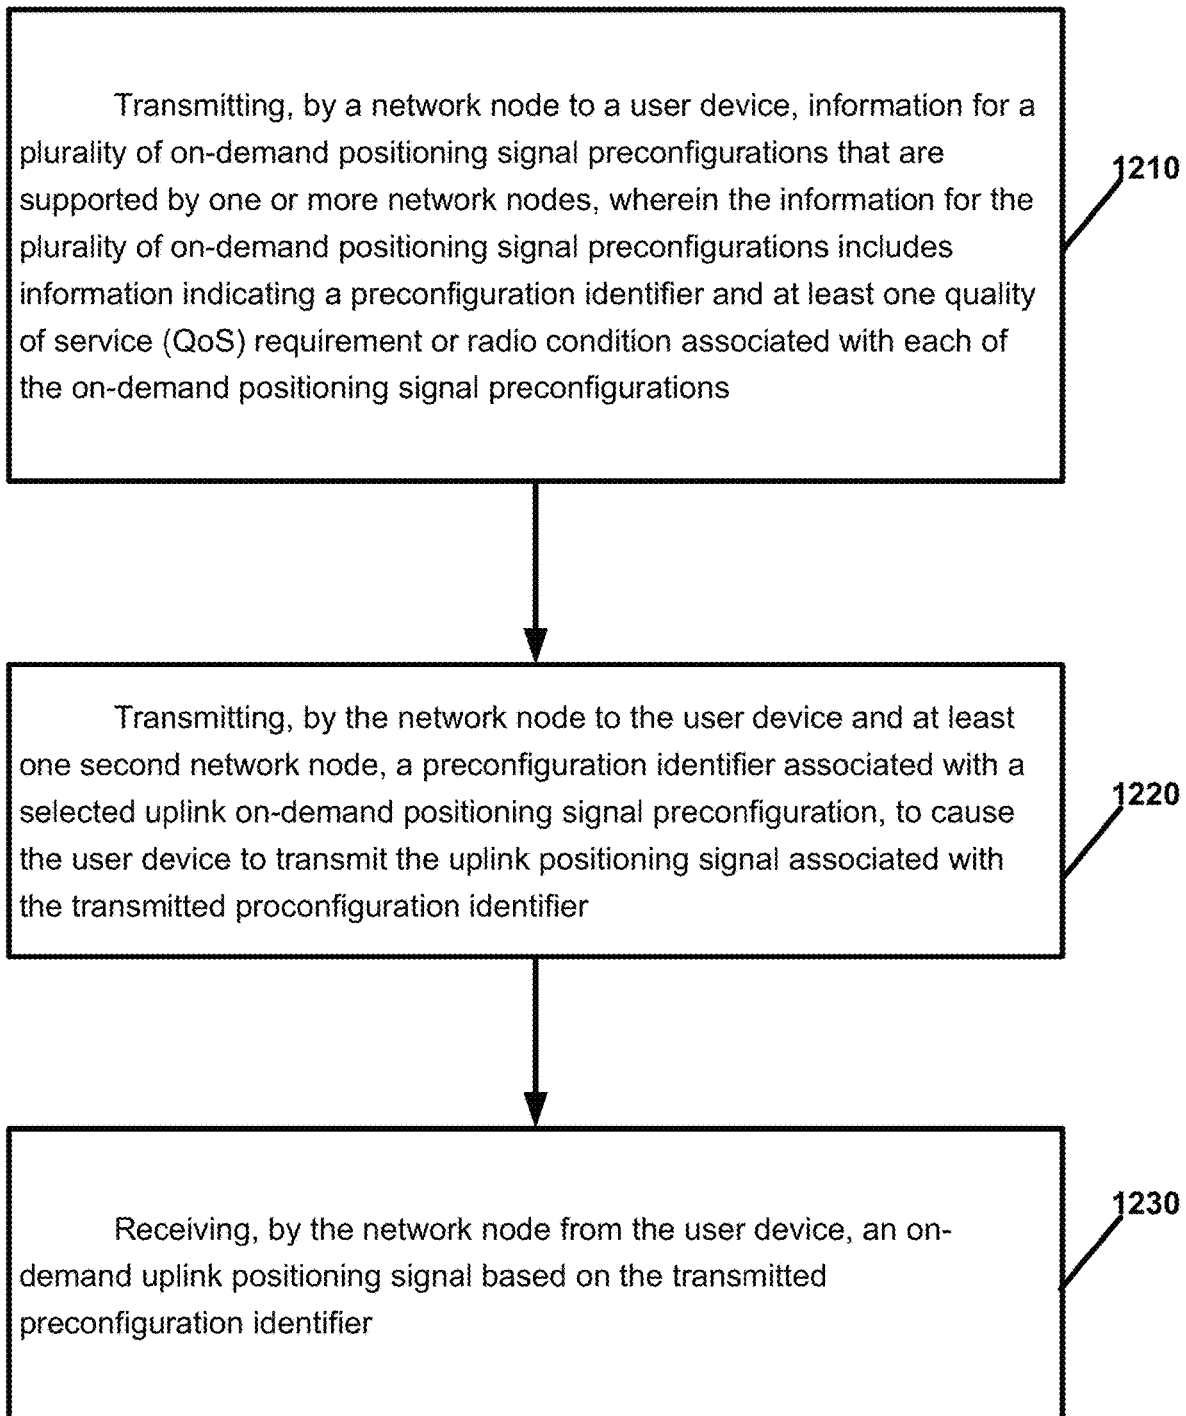 Transmitting, by a network node to a user device, information for a
plurality of on-demand positioning signal preconfigurations that are
supported by one or more network nodes, wherein the information for the
plurality of on-demand positioning signal preconfigurations includes
information indicating a preconfiguration identifier and at least one quality
of service (QoS) requirement or radio condition associated with each of
the on-demand positioning signal preconfigurations
1210
Transmitting, by the network node to the user device and at least
one second network node, a preconfiguration identifier associated with a
selected uplink on-demand positioning signal preconfiguration, to cause
the user device to transmit the uplink positioning signal associated with
the transmitted proconfiguration identifier
1220
Receiving, by the network node from the user device, an on-
demand uplink positioning signal based on the transmitted
preconfiguration identifier
1230